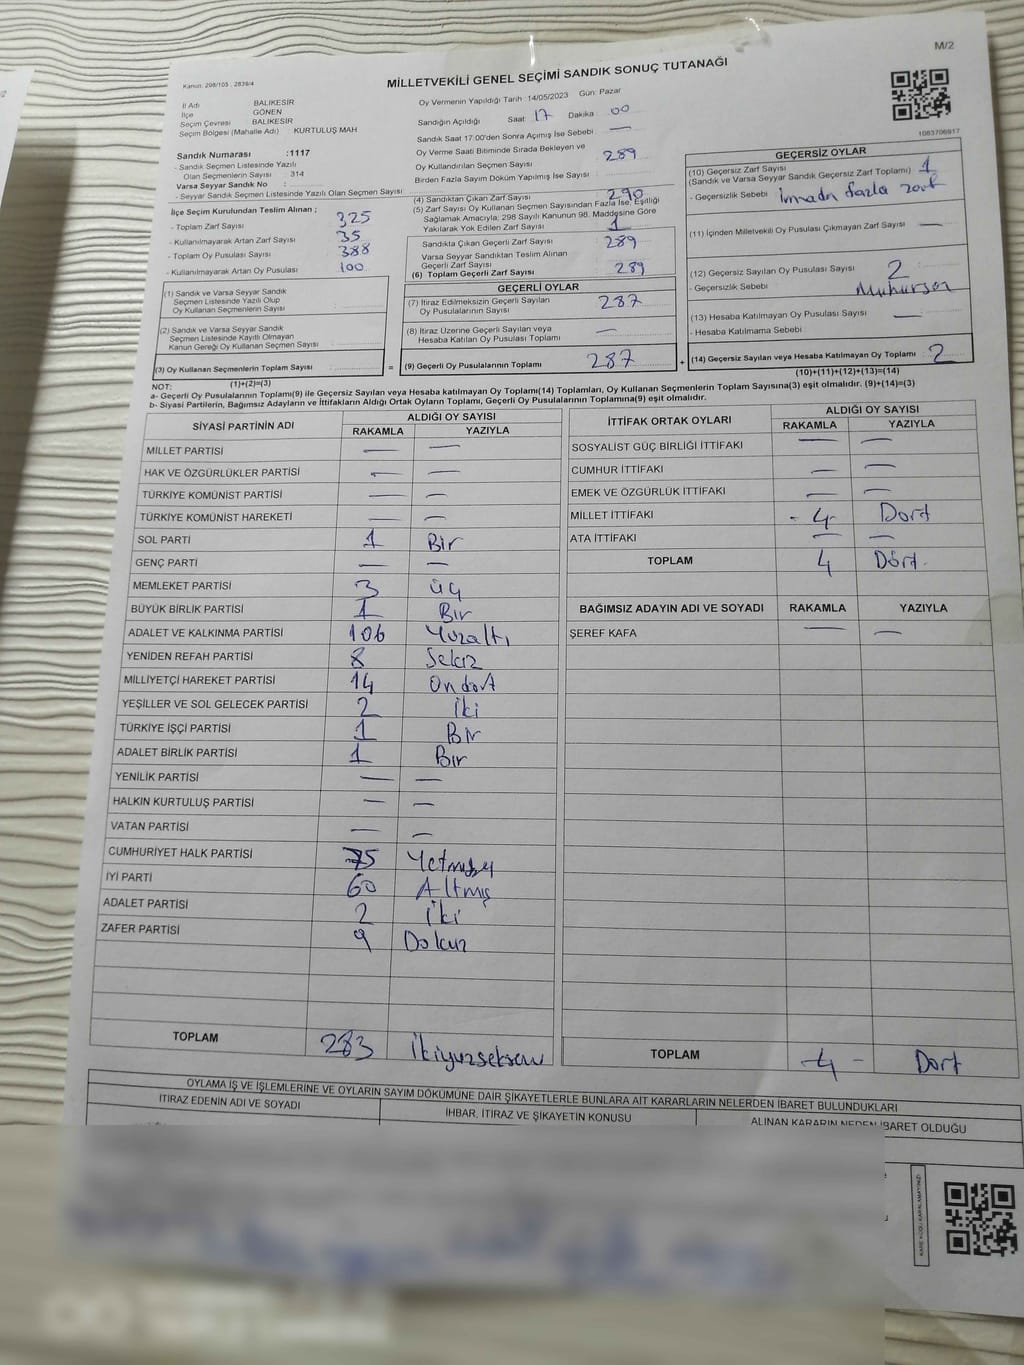 M/2
Kanun: 298/105 , 2839/4
MİLLETVEKİLİ GENEL SEÇİMİ SANDIK SONUÇ TUTANAĞI
İl Adı BALIKESİR
İlçe GÖNEN
Seçim Çevresi BALIKESİR
Seçim Bölgesi (Mahalle Adı) KURTULUŞ MAH
Sandık Numarası :1117
- Sandık Seçmen Listesinde Yazılı
Olan Seçmenlerin Sayısı : 314
Varsa Seyyar Sandık No :
- Seyyar Sandık Seçmen Listesinde Yazılı Olan Seçmen Sayısı
İlçe Seçim Kurulundan Teslim Alınan ;
- Toplam Zarf Sayısı 325
- Kullanılmayarak Artan Zarf Sayısı 35
- Toplam Oy Pusulası 388
- Kullanılmayarak Artan Oy Pusulası 100
(1) Sandık ve Varsa Seyyar Sandık
Seçmen Listesinde Yazılı Olup
Oy Kullanan Seçmenlerin Sayısı
(2) Sandık ve Varsa Seyyar Sandık
Seçmen Listesinde Kayıtlı Olmayan
Kanun Gereği Oy Kullanan Seçmen Sayısı
(3) Oy Kullanan Seçmenlerin Toplam Sayısı
(1)+(2)=(3)
Oy Vermenin Yapıldığı Tarih 14/05/2023 Gün: Pazar
Sandığın Açıldığı Saat 17 Dakika 00
Sandık Saat 17:00'den Sonra Açımış İse Sebebi —
Oy Verme Saati Bitiminde Sırada Bekleyen ve
Oy Kullandırılan Seçmen Sayısı 289
Birden Fazla Sayım Döküm Yapılmış İse Sayısı
(4) Sandıktan Çıkan Zarf Sayısı 290
(5) Zarf Sayısı Oy Kullanan Seçmen Sayısından Fazla İse, Eşitliği
Sağlamak Amacıyla; 298 Sayılı Kanunun 98. Maddesine Göre
Yakılarak Yok Edilen Zarf Sayısı 1
Sandıkta Çıkan Geçerli Zarf Sayısı 289
Varsa Seyyar Sandıktan Teslim Alınan
Geçerli Zarf Sayısı
(6) Toplam Geçerli Zarf Sayısı 289
GEÇERLİ OYLAR
(7) İtiraz Edilmeksizin Geçerli Sayılan
Oy Pusulalarının Sayısı 287
(8) İtiraz Üzerine Geçerli Sayılan veya
Hesaba Katılan Oy Pusulası Toplamı —
= (9) Geçerli Oy Pusulalarının Toplamı 287 +
1083706917
GEÇERSİZ OYLAR
(10) Geçersiz Zarf Sayısı 1
(Sandık ve Varsa Seyyar Sandık Geçersiz Zarf Toplamı)
- Geçersizlik Sebebi fazla zarf
(11) İçinden Milletvekili Oy Pusulası Çıkmayan Zarf Sayısı —
(12) Geçersiz Sayılan Oy Pusulası Sayısı 2
- Geçersizlik Sebebi
(13) Hesaba Katılmayan Oy Pusulası Sayısı —
- Hesaba Katılmama Sebebi
(14) Geçersiz Sayılan veya Hesaba Katılmayan Oy Toplamı 2
(10)+(11)+(12)+(13)=(14)
NOT:
a- Geçerli Oy Pusulalarının Toplamı(9) ile Geçersiz Sayılan veya Hesaba katılmayan Oy Toplamı(14) Toplamları, Oy Kullanan Seçmenlerin Toplam Sayısına(3) eşit olmalıdır. (9)+(14)=(3)
b- Siyasi Partilerin, Bağımsız Adayların ve İttifakların Aldığı Ortak Oyların Toplamı, Geçerli Oy Pusulalarının Toplamına(9) eşit olmalıdır.
SİYASİ PARTİNİN ADI ALDIĞI OY SAYISI
RAKAMLA YAZIYLA
MİLLET PARTİSİ — —
HAK VE ÖZGÜRLÜKLER PARTİSİ — —
TÜRKİYE KOMÜNİST PARTİSİ — —
TÜRKİYE KOMÜNİST HAREKETİ — —
SOL PARTİ 1 Bir
GENÇ PARTİ — —
MEMLEKET PARTİSİ 3 üç
BÜYÜK BİRLİK PARTİSİ 1 Bir
ADALET VE KALKINMA PARTİSİ 106 Yüzaltı
YENİDEN REFAH PARTİSİ 8 Sekiz
MİLLİYETÇİ HAREKET PARTİSİ 14 Ondört
YEŞİLLER VE SOL GELECEK PARTİSİ 2 İki
TÜRKİYE İŞÇİ PARTİSİ 1 Bir
ADALET BİRLİK PARTİSİ 1 Bır
YENİLİK PARTİSİ — —
HALKIN KURTULUŞ PARTİSİ — —
VATAN PARTİSİ — —
CUMHURİYET HALK PARTİSİ 75
İYİ PARTİ 60 Altmış
ADALET PARTİSİ 2 İki
ZAFER PARTİSİ 9 Dokuz
TOPLAM 283
İTTİFAK ORTAK OYLARI ALDIĞI OY SAYISI
RAKAMLA YAZIYLA
SOSYALİST GÜÇ BİRLİĞİ İTTİFAKI — —
CUMHUR İTTİFAKI — —
EMEK VE ÖZGÜRLÜK İTTİFAKI — —
MİLLET İTTİFAKI - 4 - Dort
ATA İTTİFAKI — —
TOPLAM 4 Dört.
BAĞIMSIZ ADAYIN ADI VE SOYADI RAKAMLA YAZIYLA
ŞEREF KAFA — —
TOPLAM 4 - Dort
OYLAMA İŞ VE İŞLEMLERİNE VE OYLARIN SAYIM DÖKÜMÜNE DAİR ŞİKAYETLERLE BUNLARA AİT KARARLARIN NELERDEN İBARET BULUNDUKLARI
İTİRAZ EDENİN ADI VE SOYADI
İHBAR, İTİRAZ VE ŞİKAYETİN KONUSU
ALINAN KARARIN NEDEN İBARET OLDUĞU